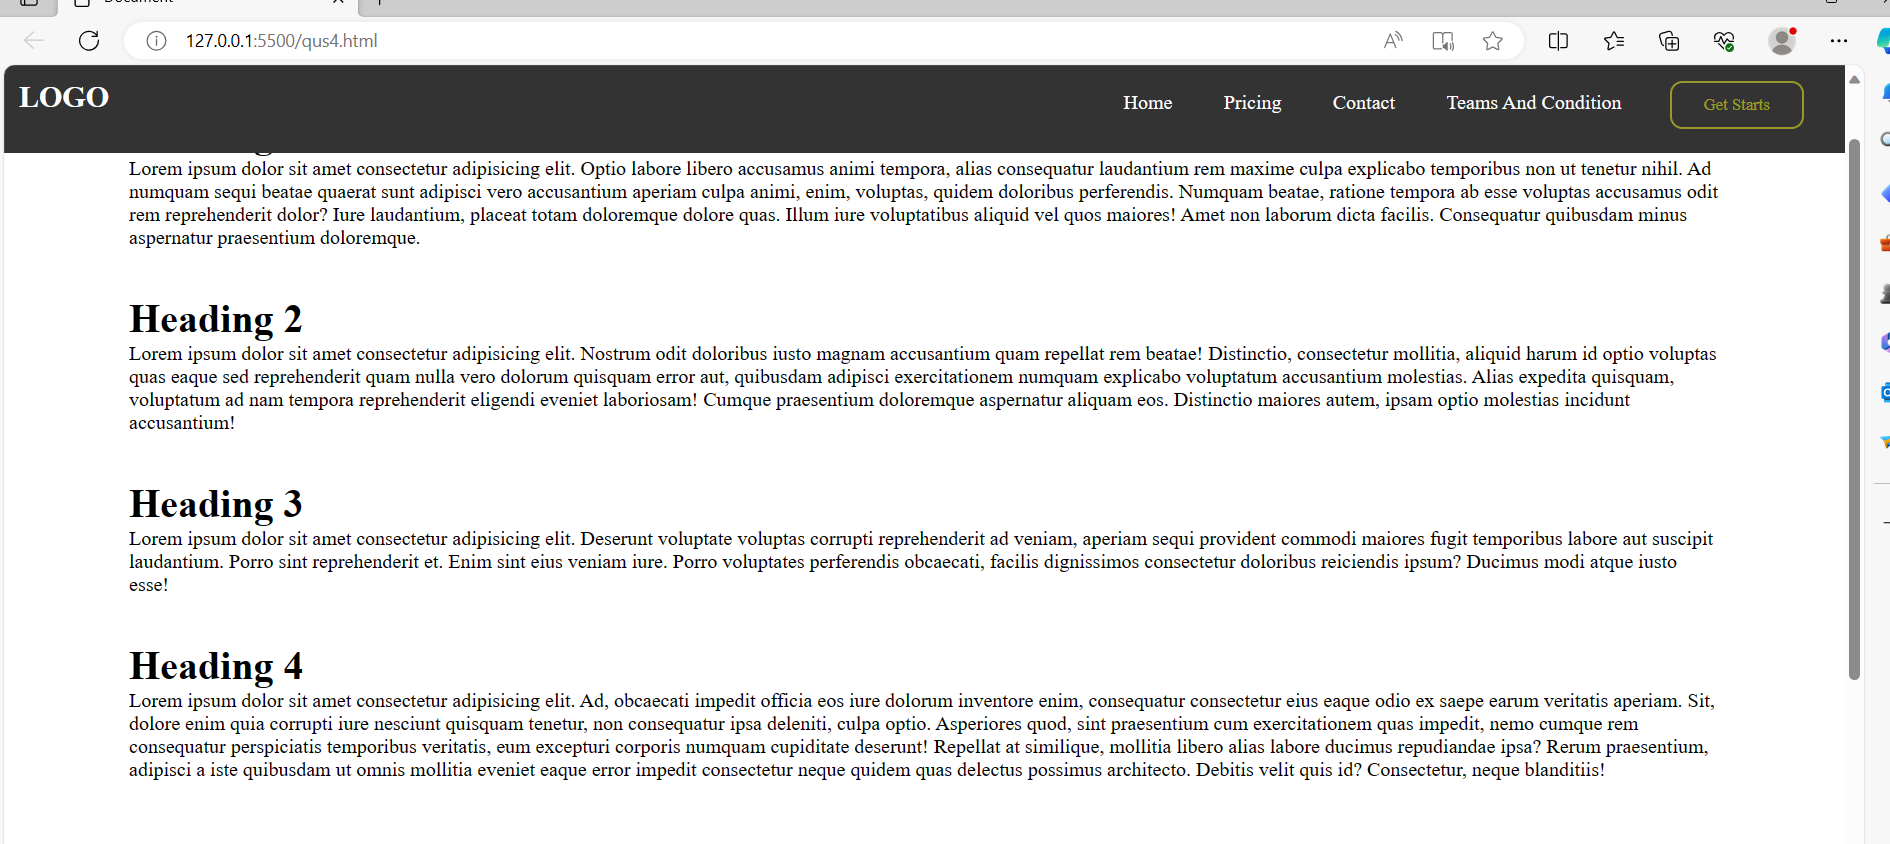 127.0.0.1:5500/qus4.html
LOGO
Home Pricing Contact Teams And Condition Get Starts
Lorem ipsum dolor sit amet consectetur adipisicing elit. Optio labore libero accusamus animi tempora, alias consequatur laudantium rem maxime culpa explicabo temporibus non ut tenetur nihil. Ad
numquam sequi beatae quaerat sunt adipisci vero accusantium aperiam culpa animi, enim, voluptas, quidem doloribus perferendis. Numquam beatae, ratione tempora ab esse voluptas accusamus odit
rem reprehenderit dolor? Iure laudantium, placeat totam doloremque dolore quas. Illum iure voluptatibus aliquid vel quos maiores! Amet non laborum dicta facilis. Consequatur quibusdam minus
aspernatur praesentium doloremque.
Heading 2
Lorem ipsum dolor sit amet consectetur adipisicing elit. Nostrum odit doloribus iusto magnam accusantium quam repellat rem beatae! Distinctio, consectetur mollitia, aliquid harum id optio voluptas
quas eaque sed reprehenderit quam nulla vero dolorum quisquam error aut, quibusdam adipisci exercitationem numquam explicabo voluptatum accusantium molestias. Alias expedita quisquam,
voluptatum ad nam tempora reprehenderit eligendi eveniet laboriosam! Cumque praesentium doloremque aspernatur aliquam eos. Distinctio maiores autem, ipsam optio molestias incidunt
accusantium!
Heading 3
Lorem ipsum dolor sit amet consectetur adipisicing elit. Deserunt voluptate voluptas corrupti reprehenderit ad veniam, aperiam sequi provident commodi maiores fugit temporibus labore aut suscipit
laudantium. Porro sint reprehenderit et. Enim sint eius veniam iure. Porro voluptates perferendis obcaecati, facilis dignissimos consectetur doloribus reiciendis ipsum? Ducimus modi atque iusto
esse!
Heading 4
Lorem ipsum dolor sit amet consectetur adipisicing elit. Ad, obcaecati impedit officia eos iure dolorum inventore enim, consequatur consectetur eius eaque odio ex saepe earum veritatis aperiam. Sit,
dolore enim quia corrupti iure nesciunt quisquam tenetur, non consequatur ipsa deleniti, culpa optio. Asperiores quod, sint praesentium cum exercitationem quas impedit, nemo cumque rem
consequatur perspiciatis temporibus veritatis, eum excepturi corporis numquam cupiditate deserunt! Repellat at similique, mollitia libero alias labore ducimus repudiandae ipsa? Rerum praesentium,
adipisci a iste quibusdam ut omnis mollitia eveniet eaque error impedit consectetur neque quidem quas delectus possimus architecto. Debitis velit quis id? Consectetur, neque blanditiis!